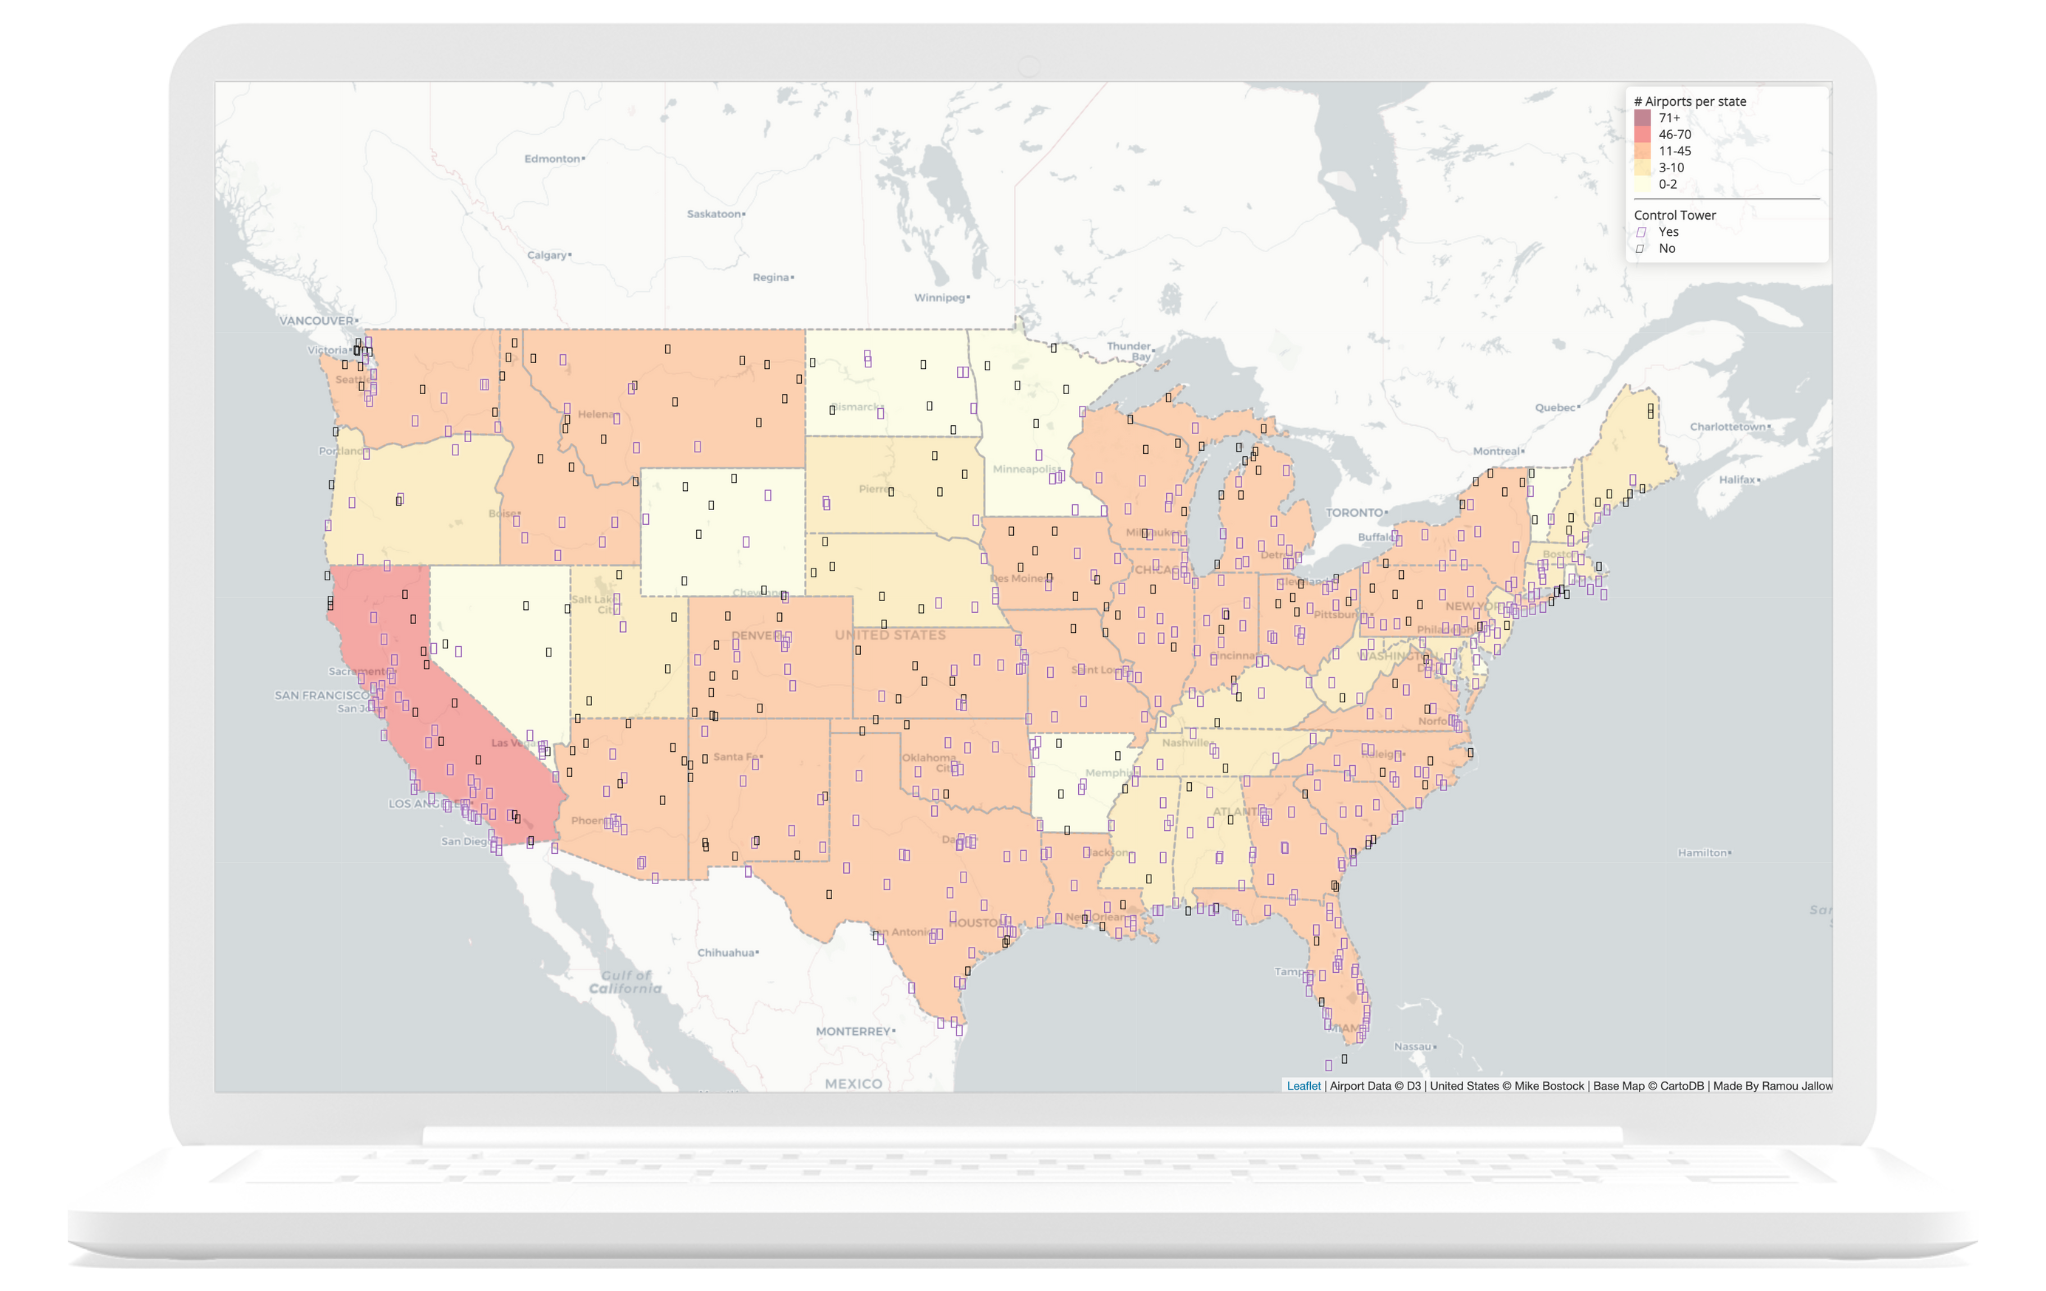 # Airports per state
71+
46-70
11-45
3-10
0-2
Control Tower
Yes
No
Edmonton
Saskatoon
Calgary
Regina
Winnipeg
VANCOUVER
Victoria
Thunder
Bay
Seattle
Helena
Bismarck
Quebec
Charlottetown
Portland
Minneapolis
Montreal
Halifax
Pierre
Boise
TORONTO
Milwaukee
Buffalo
Detroit
Boston
Des Moines
CHICAGO
Cleveland
Salt Lake
City
Cheyenne
NEW YORK
Pittsburgh
Philadelphia
DENVER
UNITED STATES
Cincinnati
WASHINGTON
Sacramento
Saint Louis
SAN FRANCISCO
San Jose
Norfolk
Las Vegas
Nashville
Raleigh
Santa Fe
Oklahoma
City
Memphis
LOS ANGELES
Phoenix
ATLANTA
San Diego
Dallas
Jackson
Hamilton
New Orleans
HOUSTON
San Antonio
Chihuahua
Gulf of
California
Tampa
MONTERREY
MIAMI
Nassau
MEXICO
Leaflet | Airport Data © D3 | United States © Mike Bostock | Base Map © CartoDB | Made By Ramou Jallow